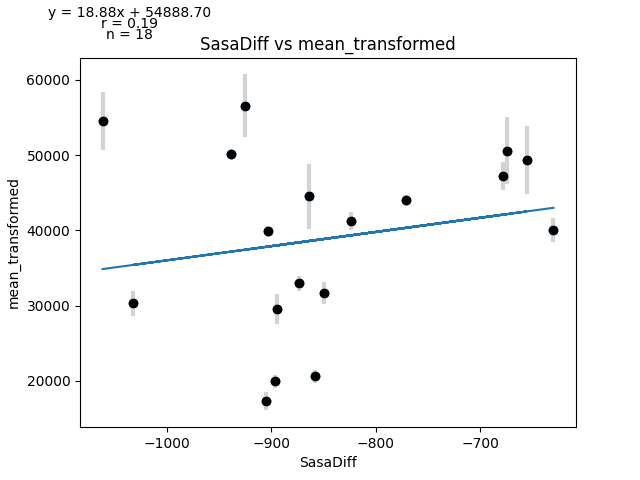 y = 18.88x + 54888.70
r = 0.19
n = 18
SasaDiff vs mean_transformed
60000
50000
40000
30000
20000
mean_transformed
−1000
−900
−800
−700
SasaDiff